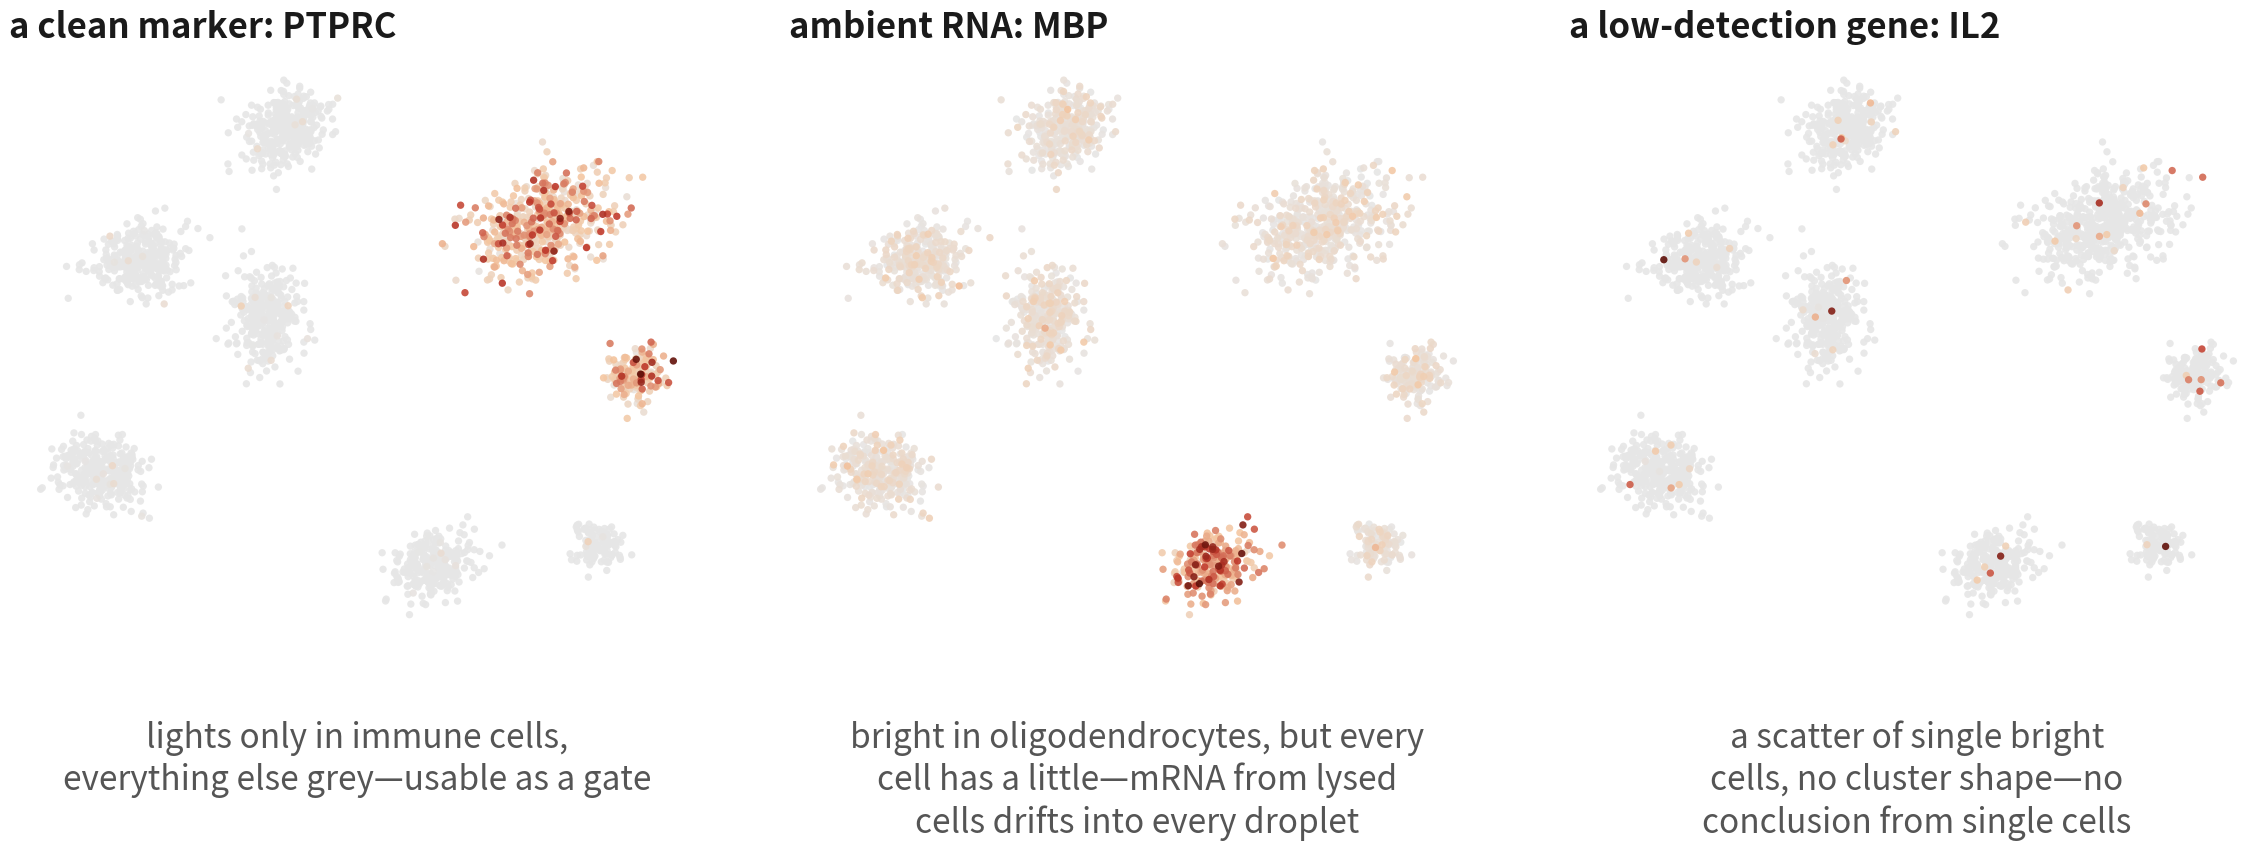 a clean marker: PTPRC
ambient RNA: MBP
a low-detection gene: IL2
lights only in immune cells,
everything else grey—usable as a gate
bright in oligodendrocytes, but every
cell has a little—mRNA from lysed
cells drifts into every droplet
a scatter of single bright
cells, no cluster shape—no
conclusion from single cells